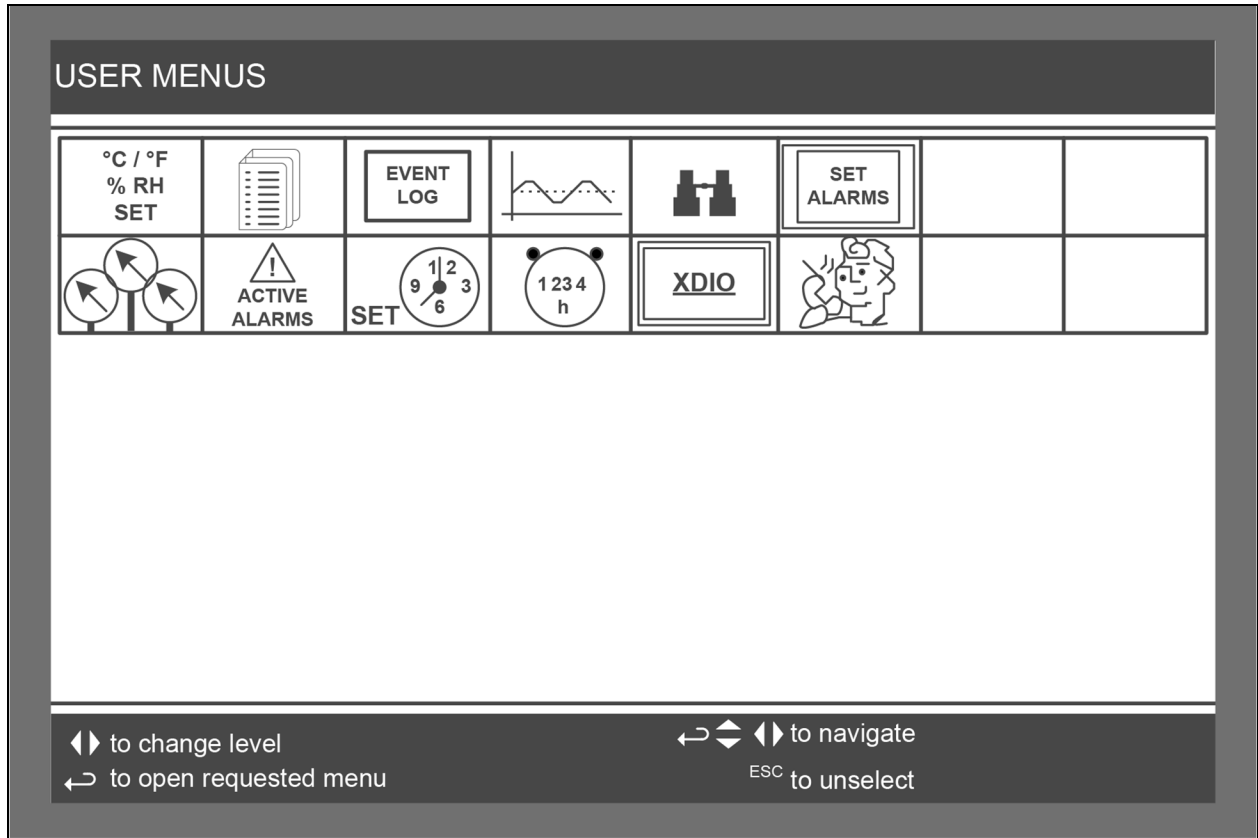 USER MENUS
°C / °F
% RH
SET
EVENT
LOG
SET
ALARMS
!
ACTIVE
ALARMS
SET
1 2
9 3
6
1 2 3 4
h
XDIO
to change level
to open requested menu
to navigate
ESC to unselect